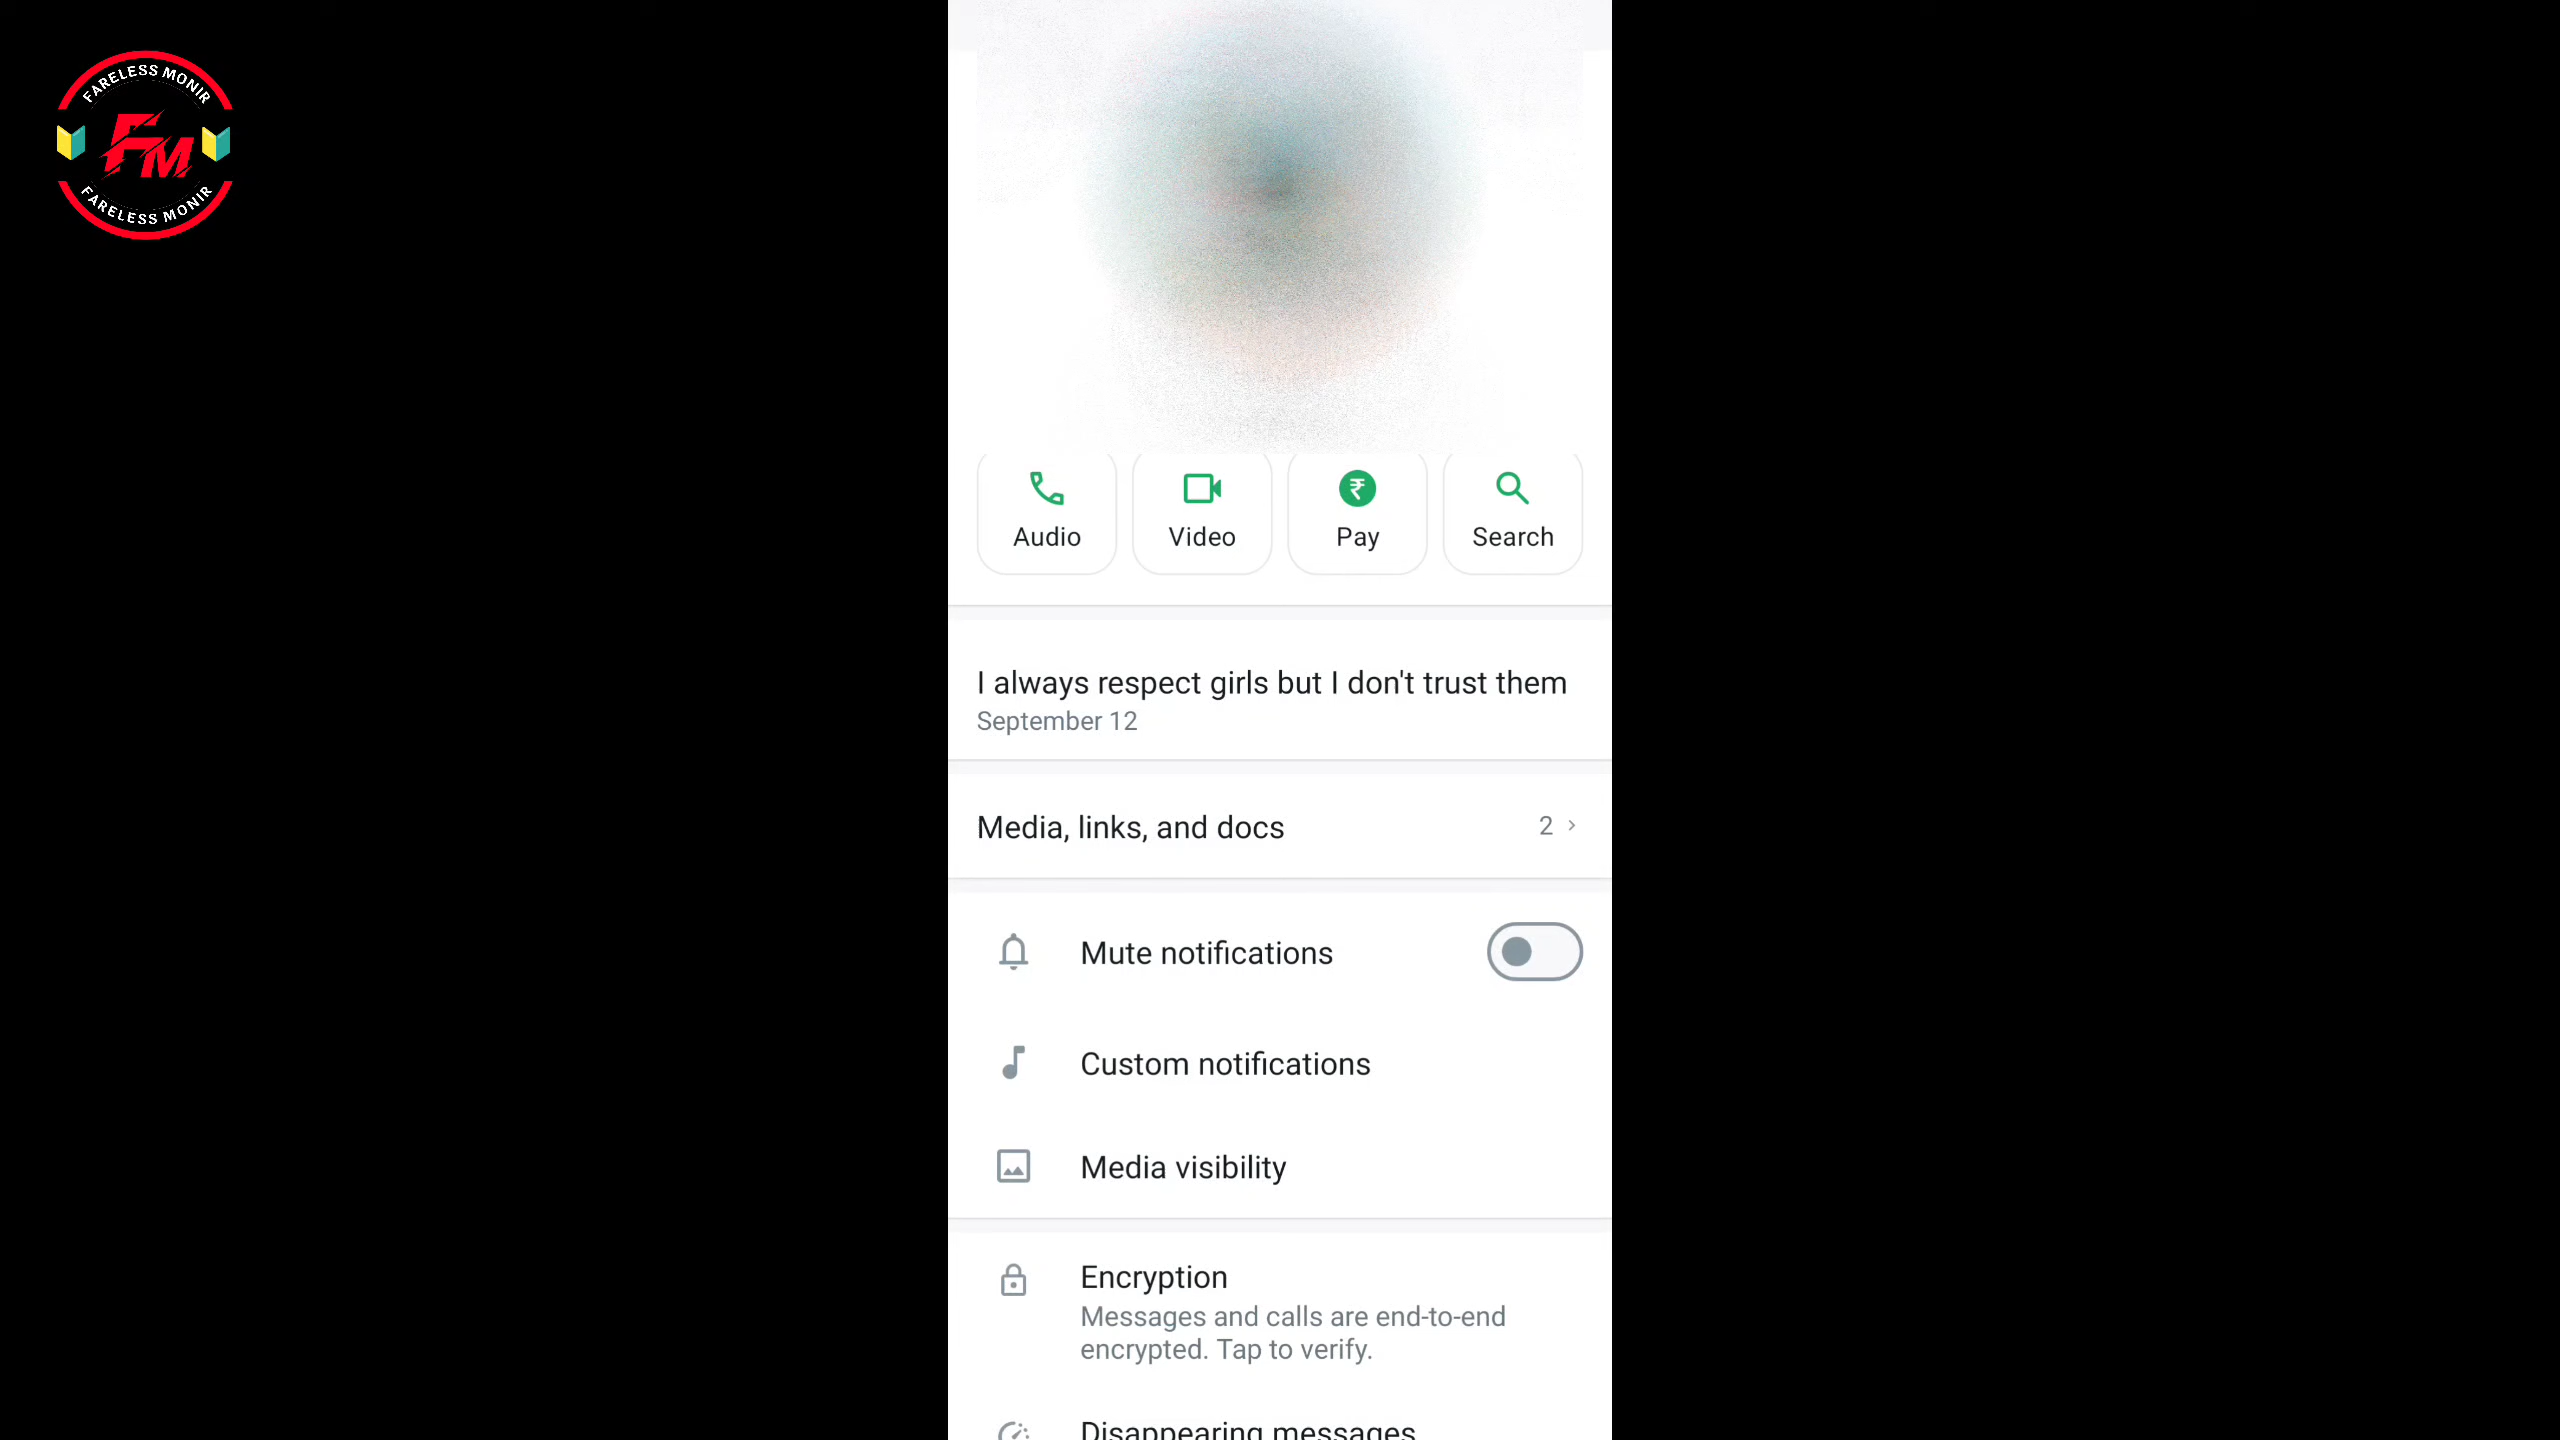 FARELESS MONIR
FM
FARELESS MONIR
Audio
Video
Pay
Search
I always respect girls but I don't trust them
September 12
Media, links, and docs
2
Mute notifications
Custom notifications
Media visibility
Encryption
Messages and calls are end-to-end
encrypted. Tap to verify.
Disappearing messages